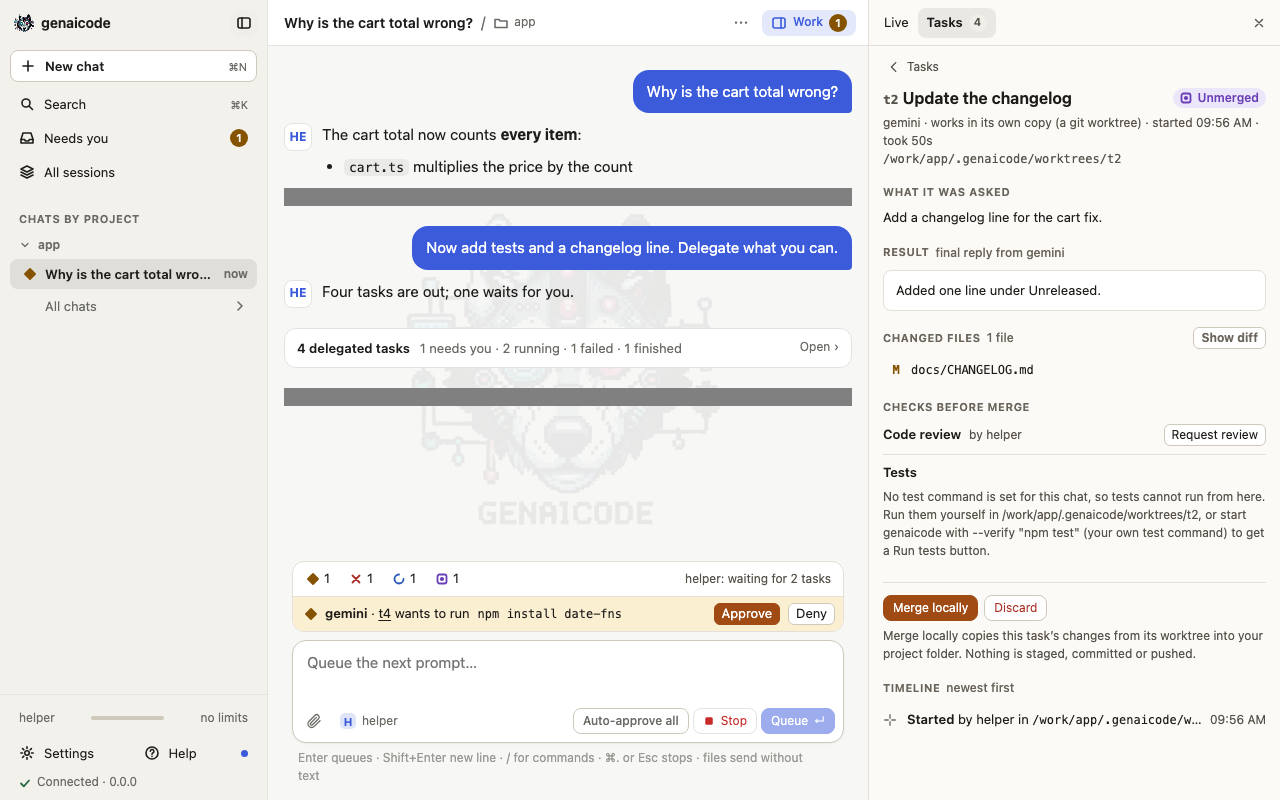 genaicode
New chat ⌘N
Search ⌘K
Needs you 1
All sessions
CHATS BY PROJECT
app
Why is the cart total wro... now
All chats
helper no limits
Settings Help
Connected · 0.0.0
Why is the cart total wrong? / app
Work 1
Why is the cart total wrong?
HE The cart total now counts every item:
• cart.ts multiplies the price by the count
Now add tests and a changelog line. Delegate what you can.
HE Four tasks are out; one waits for you.
4 delegated tasks 1 needs you · 2 running · 1 failed · 1 finished Open ›
GENAICODE
1 1 1 1 helper: waiting for 2 tasks
gemini · t4 wants to run npm install date-fns Approve Deny
Queue the next prompt...
H helper Auto-approve all Stop Queue
Enter queues · Shift+Enter new line · / for commands · ⌘. or Esc stops · files send without
text
Live Tasks 4
Tasks
t2 Update the changelog Unmerged
gemini · works in its own copy (a git worktree) · started 09:56 AM ·
took 50s
/work/app/.genaicode/worktrees/t2
WHAT IT WAS ASKED
Add a changelog line for the cart fix.
RESULT final reply from gemini
Added one line under Unreleased.
CHANGED FILES 1 file Show diff
M docs/CHANGELOG.md
CHECKS BEFORE MERGE
Code review by helper Request review
Tests
No test command is set for this chat, so tests cannot run from here.
Run them yourself in /work/app/.genaicode/worktrees/t2, or start
genaicode with --verify "npm test" (your own test command) to get
a Run tests button.
Merge locally Discard
Merge locally copies this task's changes from its worktree into your
project folder. Nothing is staged, committed or pushed.
TIMELINE newest first
Started by helper in /work/app/.genaicode/w... 09:56 AM